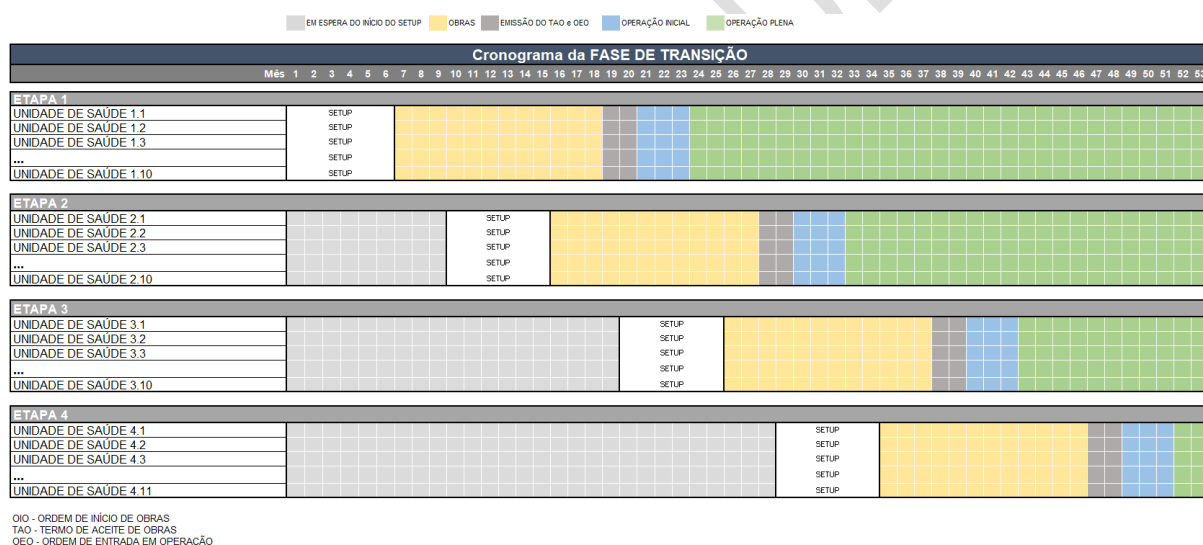 EM ESPERA DO INÍCIO DO SETUP OBRAS EMISSÃO DO TAO e OEO OPERAÇÃO INICIAL OPERAÇÃO PLENA
Cronograma da FASE DE TRANSIÇÃO
Mês 1 2 3 4 5 6 7 8 9 10 11 12 13 14 15 16 17 18 19 20 21 22 23 24 25 26 27 28 29 30 31 32 33 34 35 36 37 38 39 40 41 42 43 44 45 46 47 48 49 50 51 52 53
ETAPA 1
UNIDADE DE SAÚDE 1.1 SETUP
UNIDADE DE SAÚDE 1.2 SETUP
UNIDADE DE SAÚDE 1.3 SETUP
... SETUP
UNIDADE DE SAÚDE 1.10 SETUP
ETAPA 2
UNIDADE DE SAÚDE 2.1 SETUP
UNIDADE DE SAÚDE 2.2 SETUP
UNIDADE DE SAÚDE 2.3 SETUP
... SETUP
UNIDADE DE SAÚDE 2.10 SETUP
ETAPA 3
UNIDADE DE SAÚDE 3.1 SETUP
UNIDADE DE SAÚDE 3.2 SETUP
UNIDADE DE SAÚDE 3.3 SETUP
... SETUP
UNIDADE DE SAÚDE 3.10 SETUP
ETAPA 4
UNIDADE DE SAÚDE 4.1 SETUP
UNIDADE DE SAÚDE 4.2 SETUP
UNIDADE DE SAÚDE 4.3 SETUP
... SETUP
UNIDADE DE SAÚDE 4.11 SETUP
OIO - ORDEM DE INÍCIO DE OBRAS
TAO - TERMO DE ACEITE DE OBRAS
OEO - ORDEM DE ENTRADA EM OPERAÇÃO